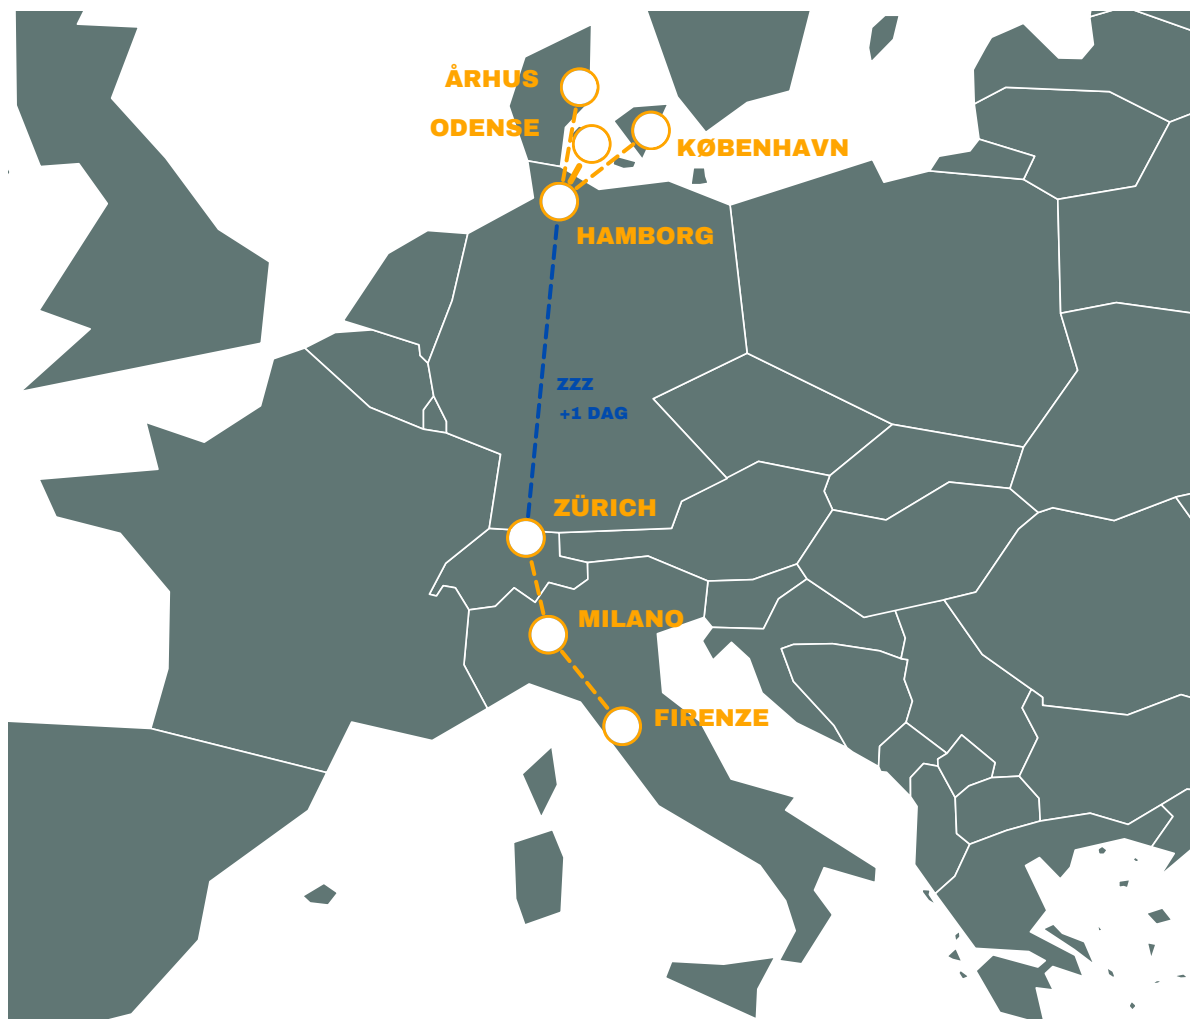 ÅRHUS
ODENSE
KØBENHAVN
HAMBORG
ZZZ
+1 DAG
ZÜRICH
MILANO
FIRENZE